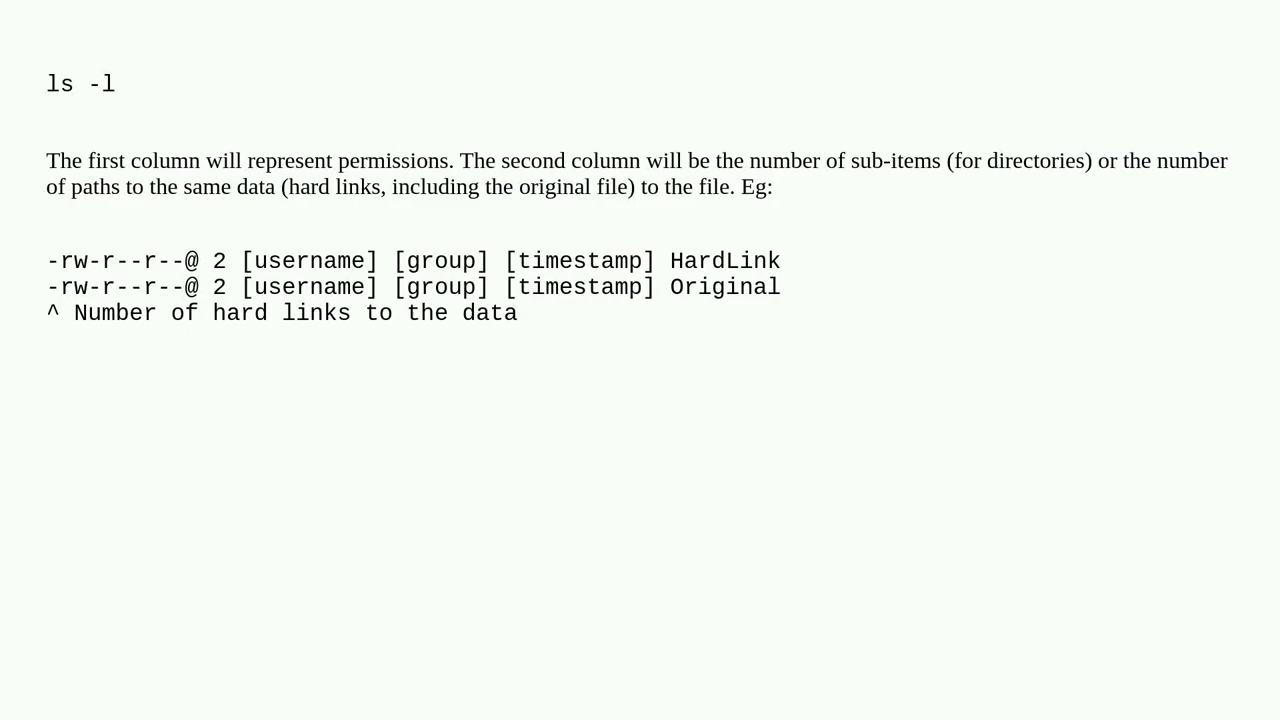 ls -l
The first column will represent permissions. The second column will be the number of sub-items (for directories) or the number
of paths to the same data (hard links, including the original file) to the file. Eg:
-rw-r--r--@ 2 [username] [group] [timestamp] HardLink
-rw-r--r--@ 2 [username] [group] [timestamp] Original
^ Number of hard links to the data